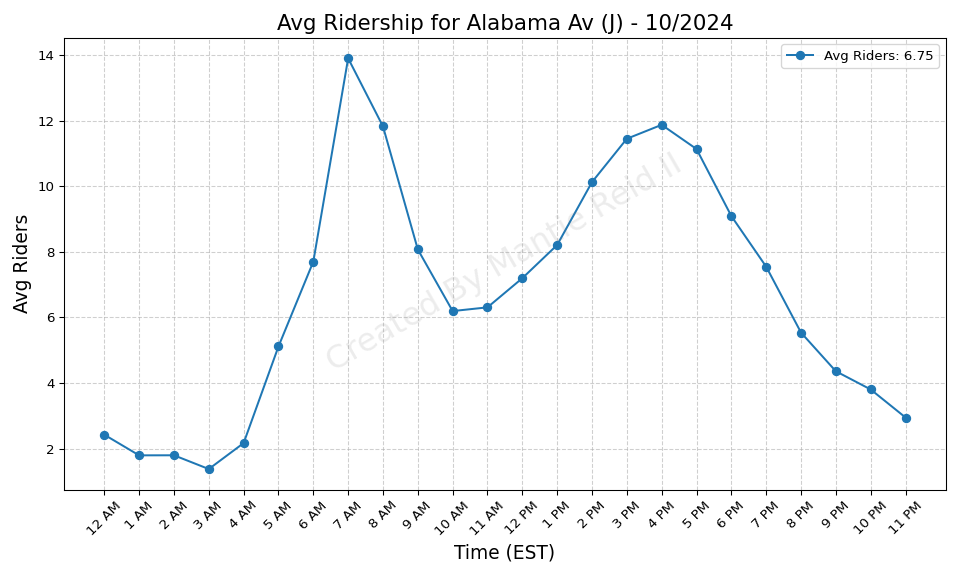 Avg Ridership for Alabama Av (J) - 10/2024
Avg Riders: 6.75
14
12
10
8
6
4
2
Avg Riders
Created By Mantie Reid II
12 AM
1 AM
2 AM
3 AM
4 AM
5 AM
6 AM
7 AM
8 AM
9 AM
10 AM
11 AM
12 PM
1 PM
2 PM
3 PM
4 PM
5 PM
6 PM
7 PM
8 PM
9 PM
10 PM
11 PM
Time (EST)